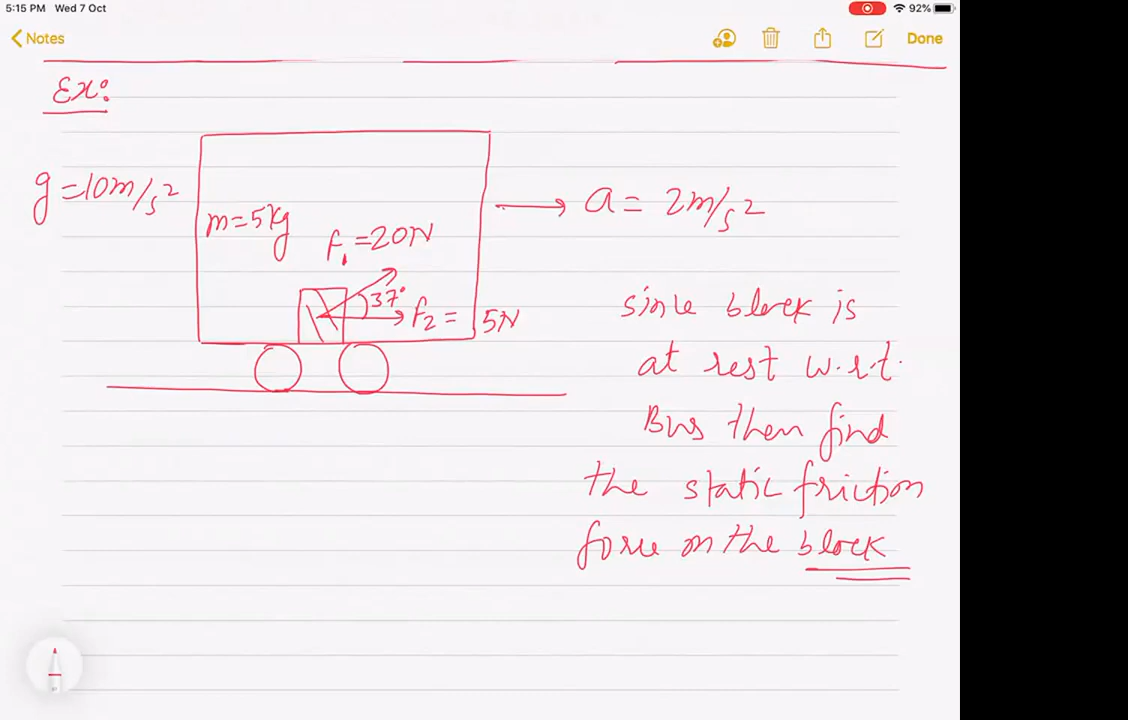 5:15 PM Wed 7 Oct
92%
Notes
Done
Ex:
g=10m/s²
m=5kg
a= 2m/s²
F₁=20N
37°
F₂= 5N
since block is
at rest w.r.t.
Bus then find
the static friction
force on the block